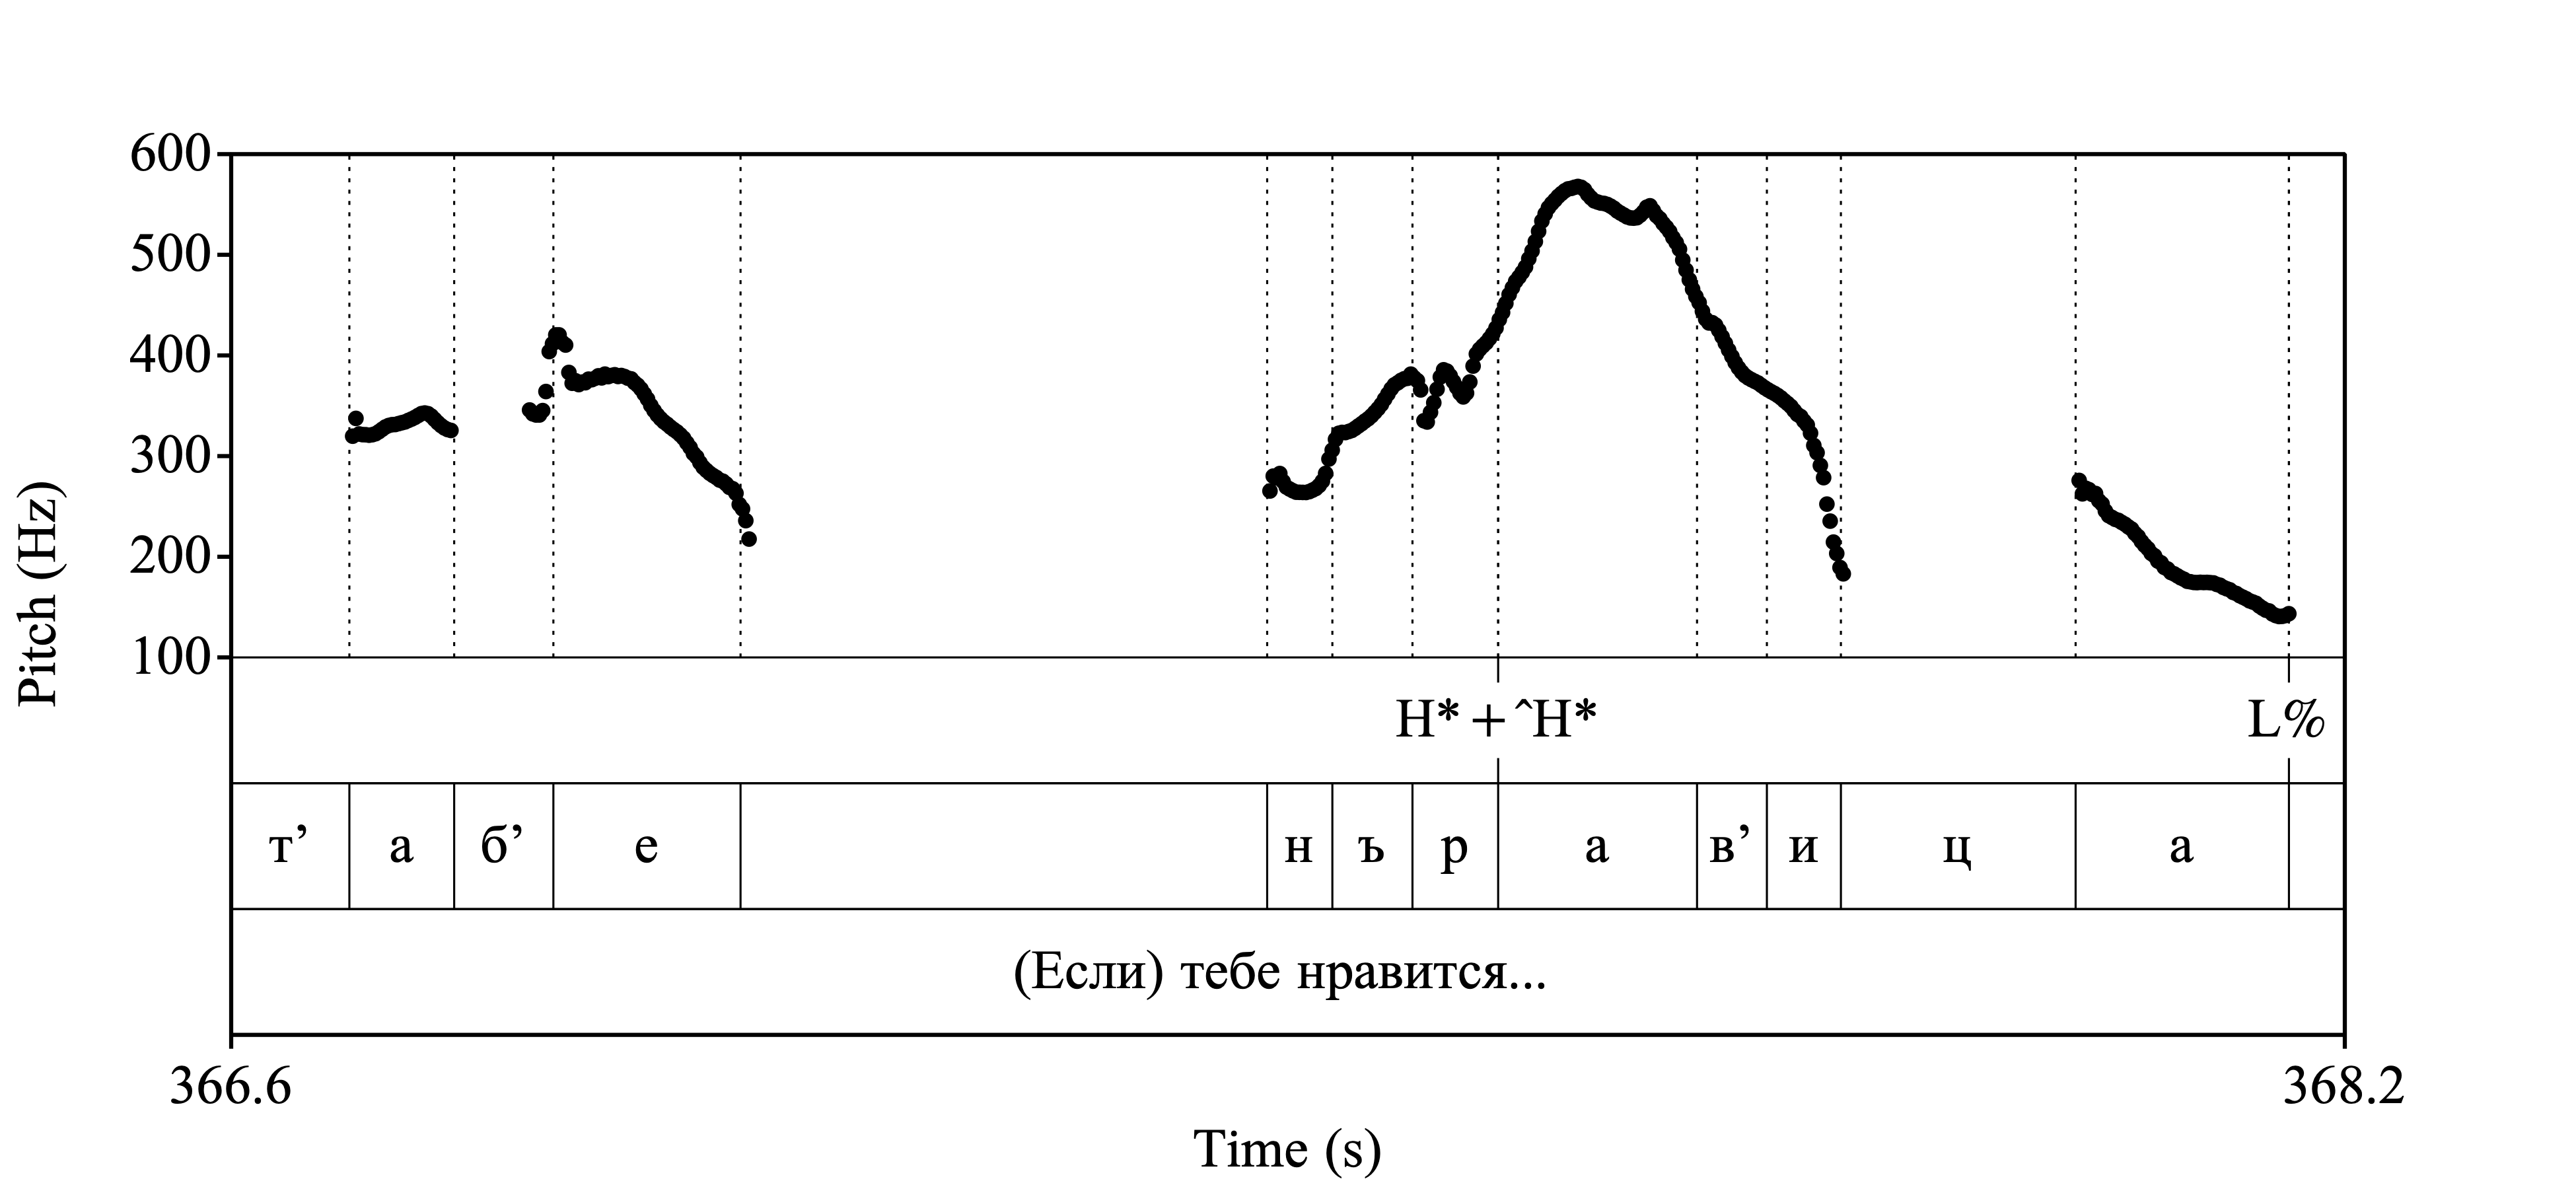 600
500
400
300
200
100
Pitch (Hz)
H* + ^H* L%
т’ а б’ е н ъ р а в’ и ц а
(Если) тебе нравится...
366.6 368.2
Time (s)